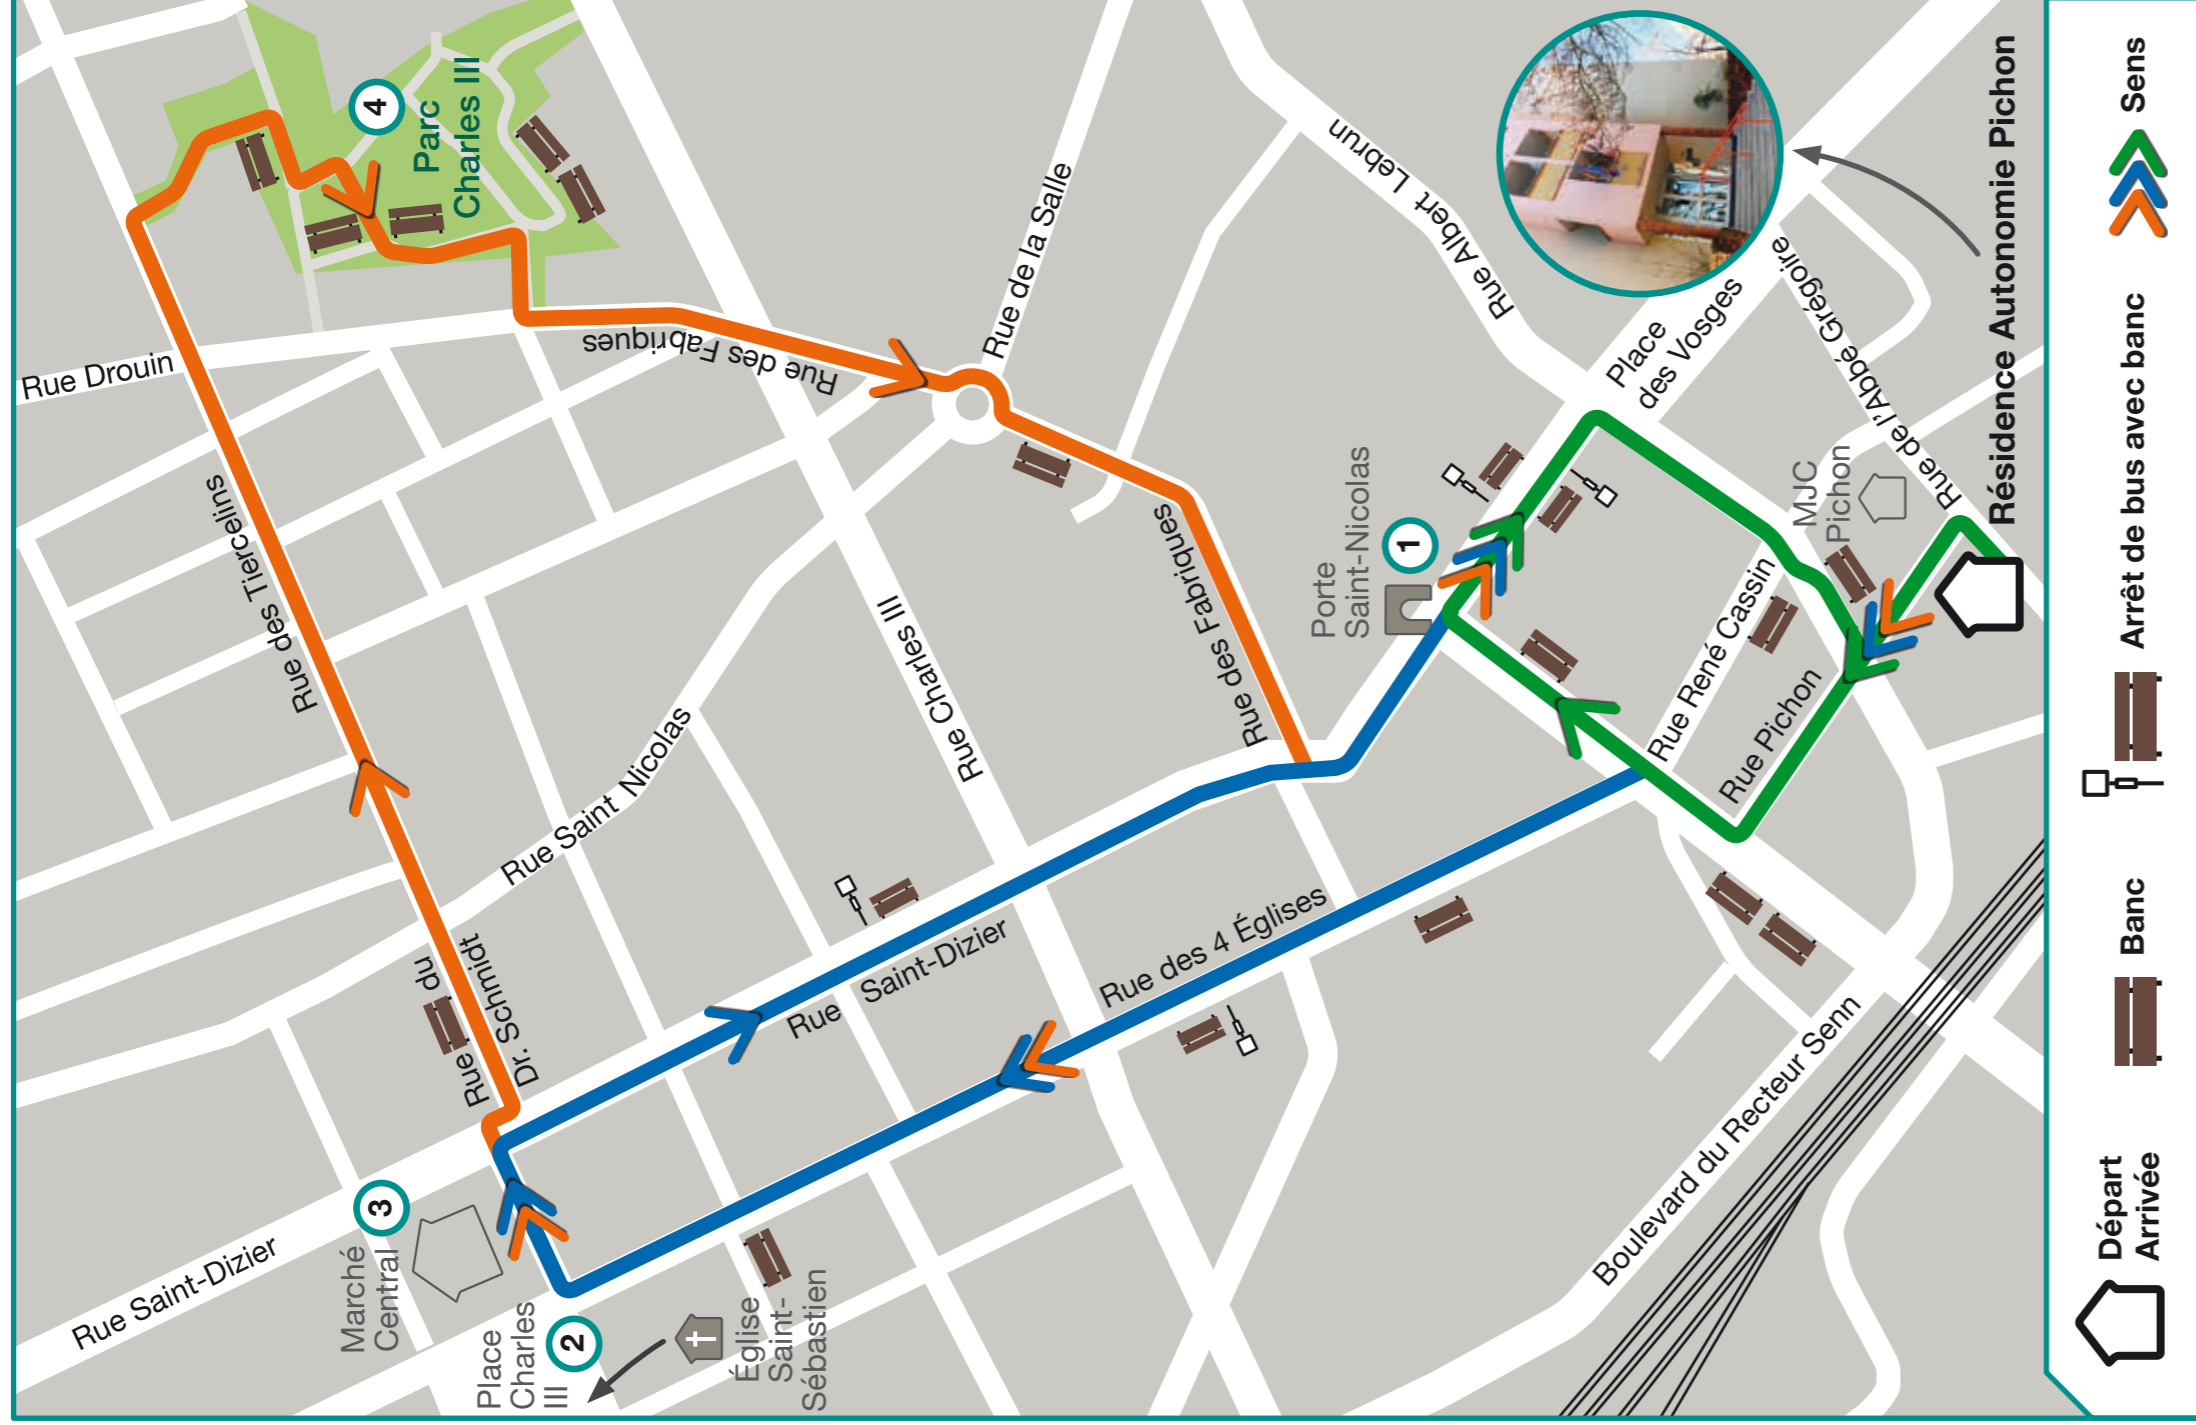 Rue Drouin
Rue des Tiercelins
4
Parc
Charles III
Rue des Fabriques
Rue de la Salle
Rue Albert Lebrun
Place
des Vosges
Rue de l'Abbé Grégoire
Résidence Autonomie Pichon
MJC
Pichon
Porte
Saint-Nicolas
1
Rue René Cassin
Rue Pichon
Rue des Fabriques
Rue Charles III
Rue Saint Nicolas
Rue du
Dr. Schmidt
Rue Saint-Dizier
Rue des 4 Églises
Boulevard du Recteur Senn
Rue Saint-Dizier
Marché
Central
3
Place
Charles
III
2
Église
Saint-
Sébastien
Départ
Arrivée
Banc
Arrêt de bus avec banc
Sens